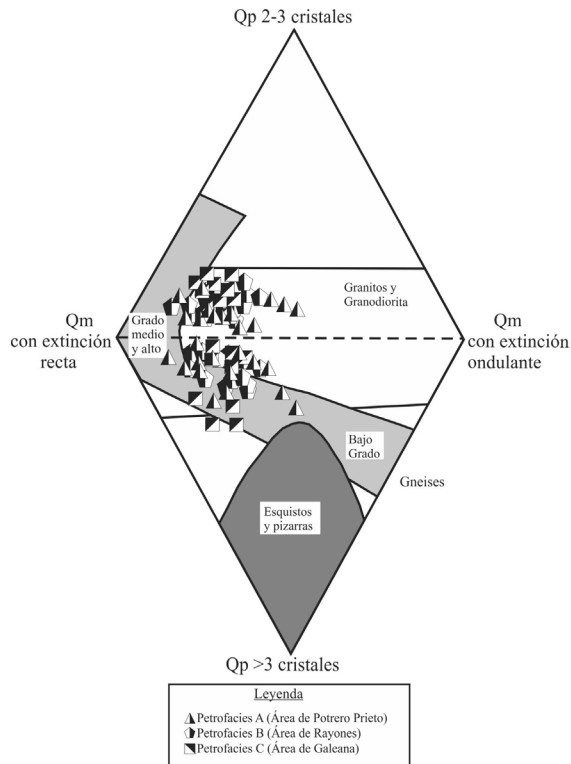 Qp 2-3 cristales
Granitos y
Granodiorita
Qm
con extinción
recta
Grado
medio
y alto
Qm
con extinción
ondulante
Bajo
Grado
Gneises
Esquistos
y pizarras
Qp >3 cristales
Leyenda
Petrofacies A (Área de Potrero Prieto)
Petrofacies B (Área de Rayones)
Petrofacies C (Área de Galeana)